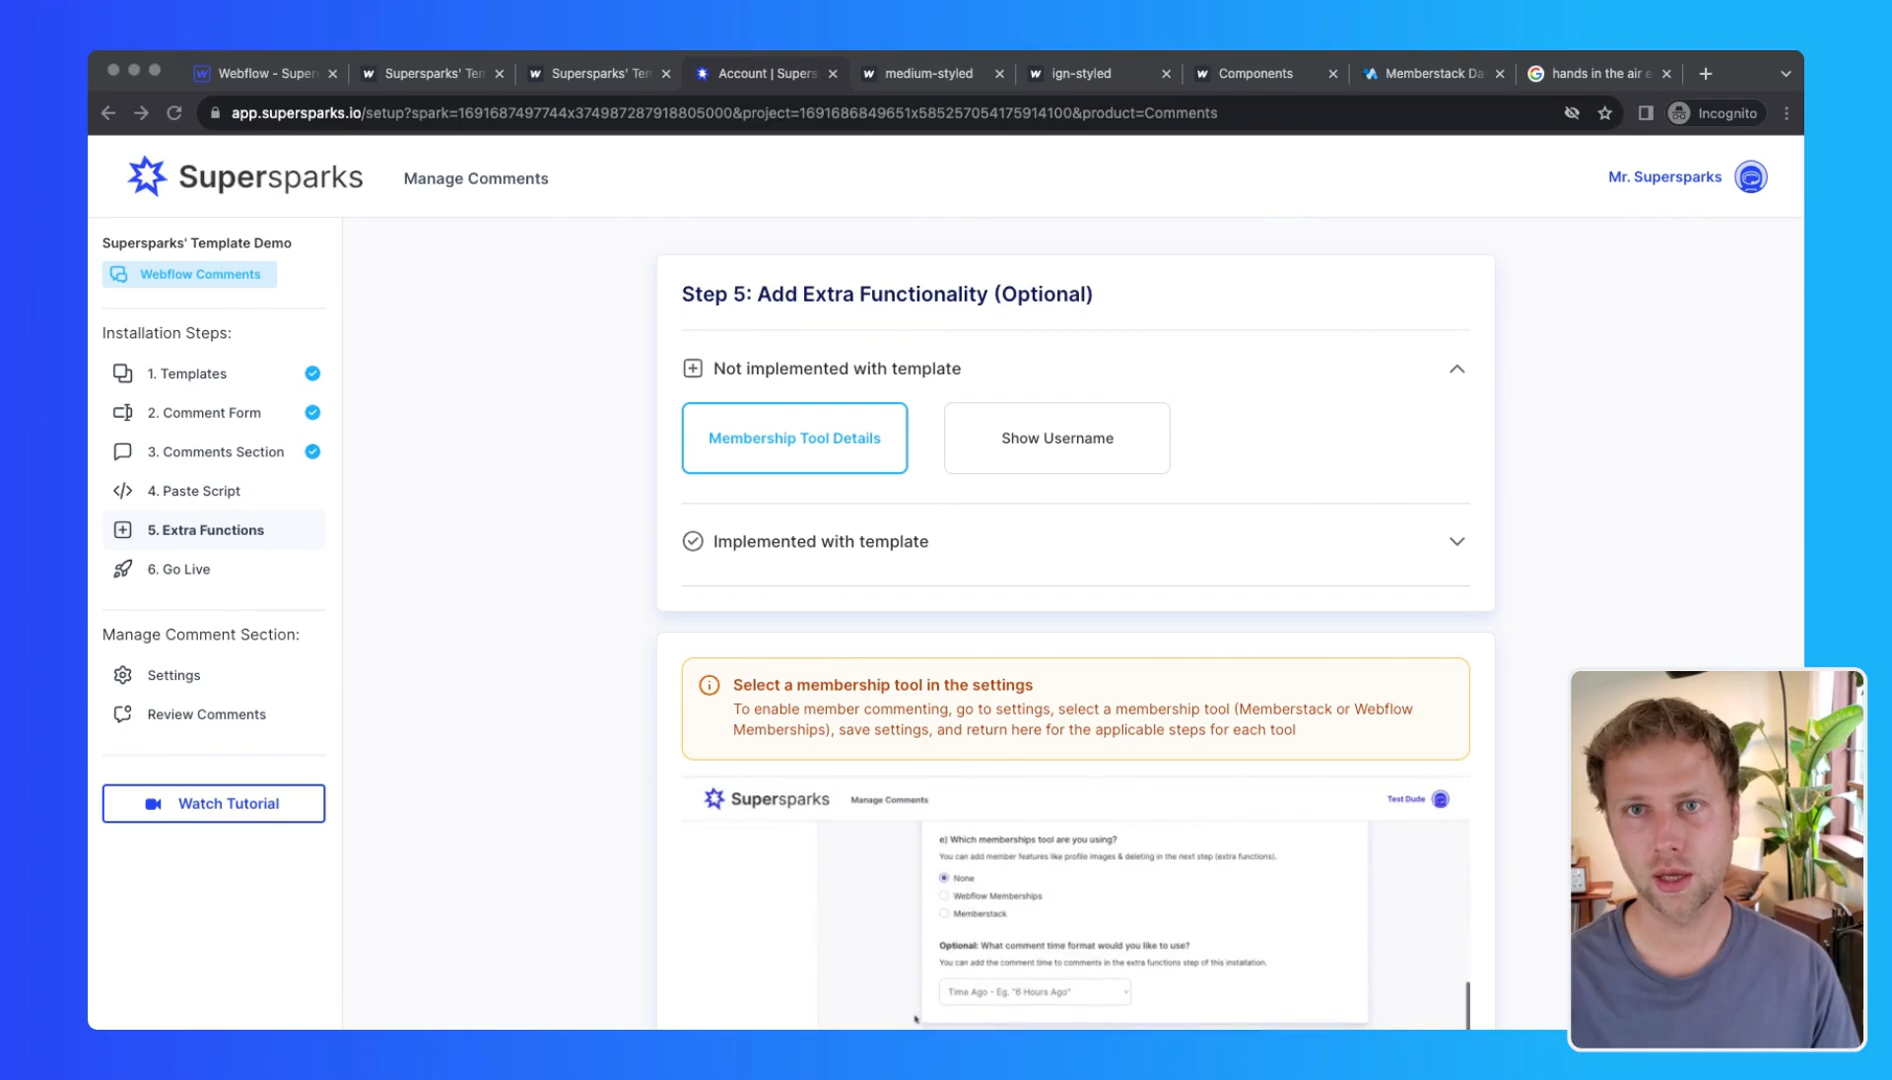 Webflow - Super
Supersparks' Tem
Supersparks' Tem
Account | Supers
medium-styled
ign-styled
Components
Memberstack Da
hands in the air e
app.supersparks.io/setup?spark=1691687497744x374987287918805000&project=1691686849651x585257054175914100&product=Comments
Incognito
Supersparks
Manage Comments
Mr. Supersparks
Supersparks' Template Demo
Webflow Comments
Installation Steps:
1. Templates
2. Comment Form
3. Comments Section
4. Paste Script
5. Extra Functions
6. Go Live
Manage Comment Section:
Settings
Review Comments
Watch Tutorial
Step 5: Add Extra Functionality (Optional)
Not implemented with template
Membership Tool Details
Show Username
Implemented with template
Select a membership tool in the settings
To enable member commenting, go to settings, select a membership tool (Memberstack or Webflow
Memberships), save settings, and return here for the applicable steps for each tool
Supersparks
Manage Comments
Test Dude
e) Which memberships tool are you using?
You can add member features like profile images & deleting in the next step (extra functions).
None
Webflow Memberships
Memberstack
Optional: What comment time format would you like to use?
You can add the comment time to comments in the extra functions step of this installation.
Time Ago - Eg. "6 Hours Ago"